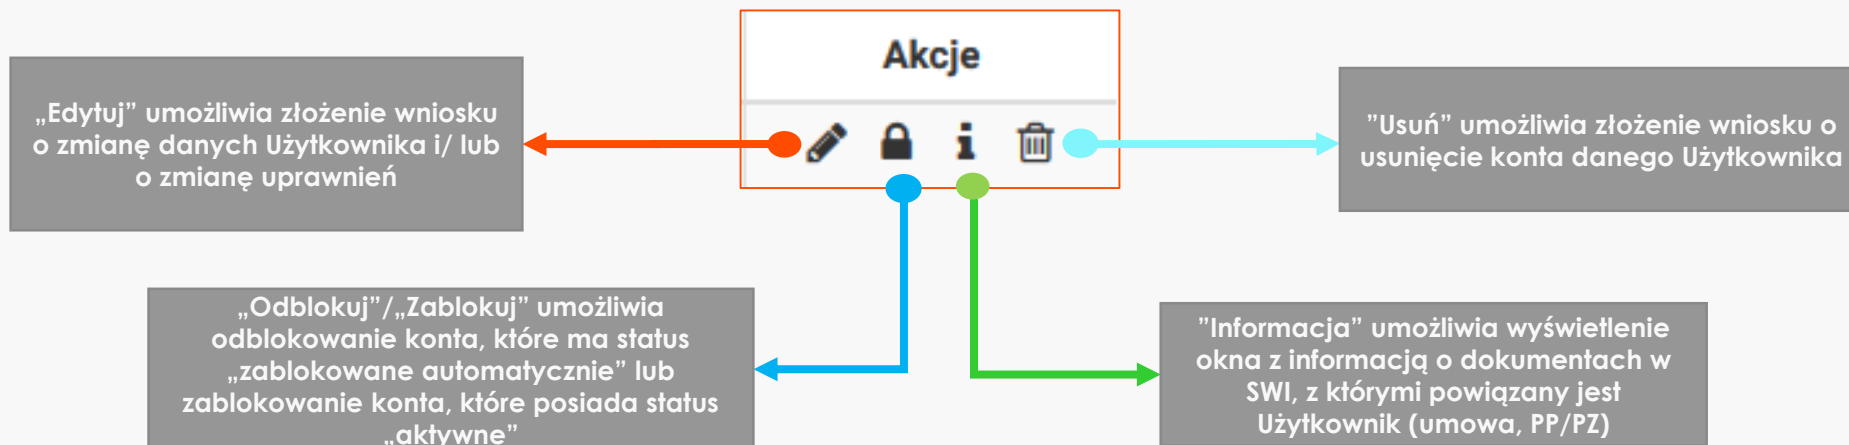 Akcje
„Edytuj” umożliwia złożenie wniosku
o zmianę danych Użytkownika i/ lub
o zmianę uprawnień
”Usuń” umożliwia złożenie wniosku o
usunięcie konta danego Użytkownika
„Odblokuj”/„Zablokuj” umożliwia
odblokowanie konta, które ma status
„zablokowane automatycznie” lub
zablokowanie konta, które posiada status
„aktywne”
”Informacja” umożliwia wyświetlenie
okna z informacją o dokumentach w
SWI, z którymi powiązany jest
Użytkownik (umowa, PP/PZ)